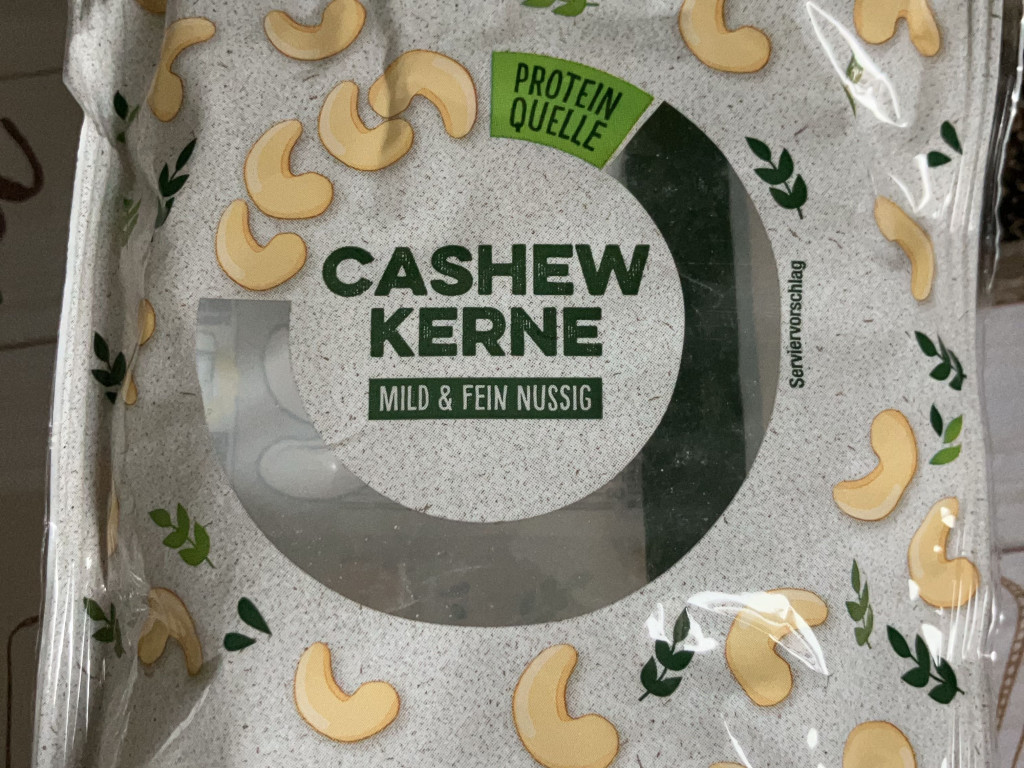 PROTEIN
QUELLE
CASHEW
KERNE
MILD & FEIN NUSSIG
Serviervorschlag